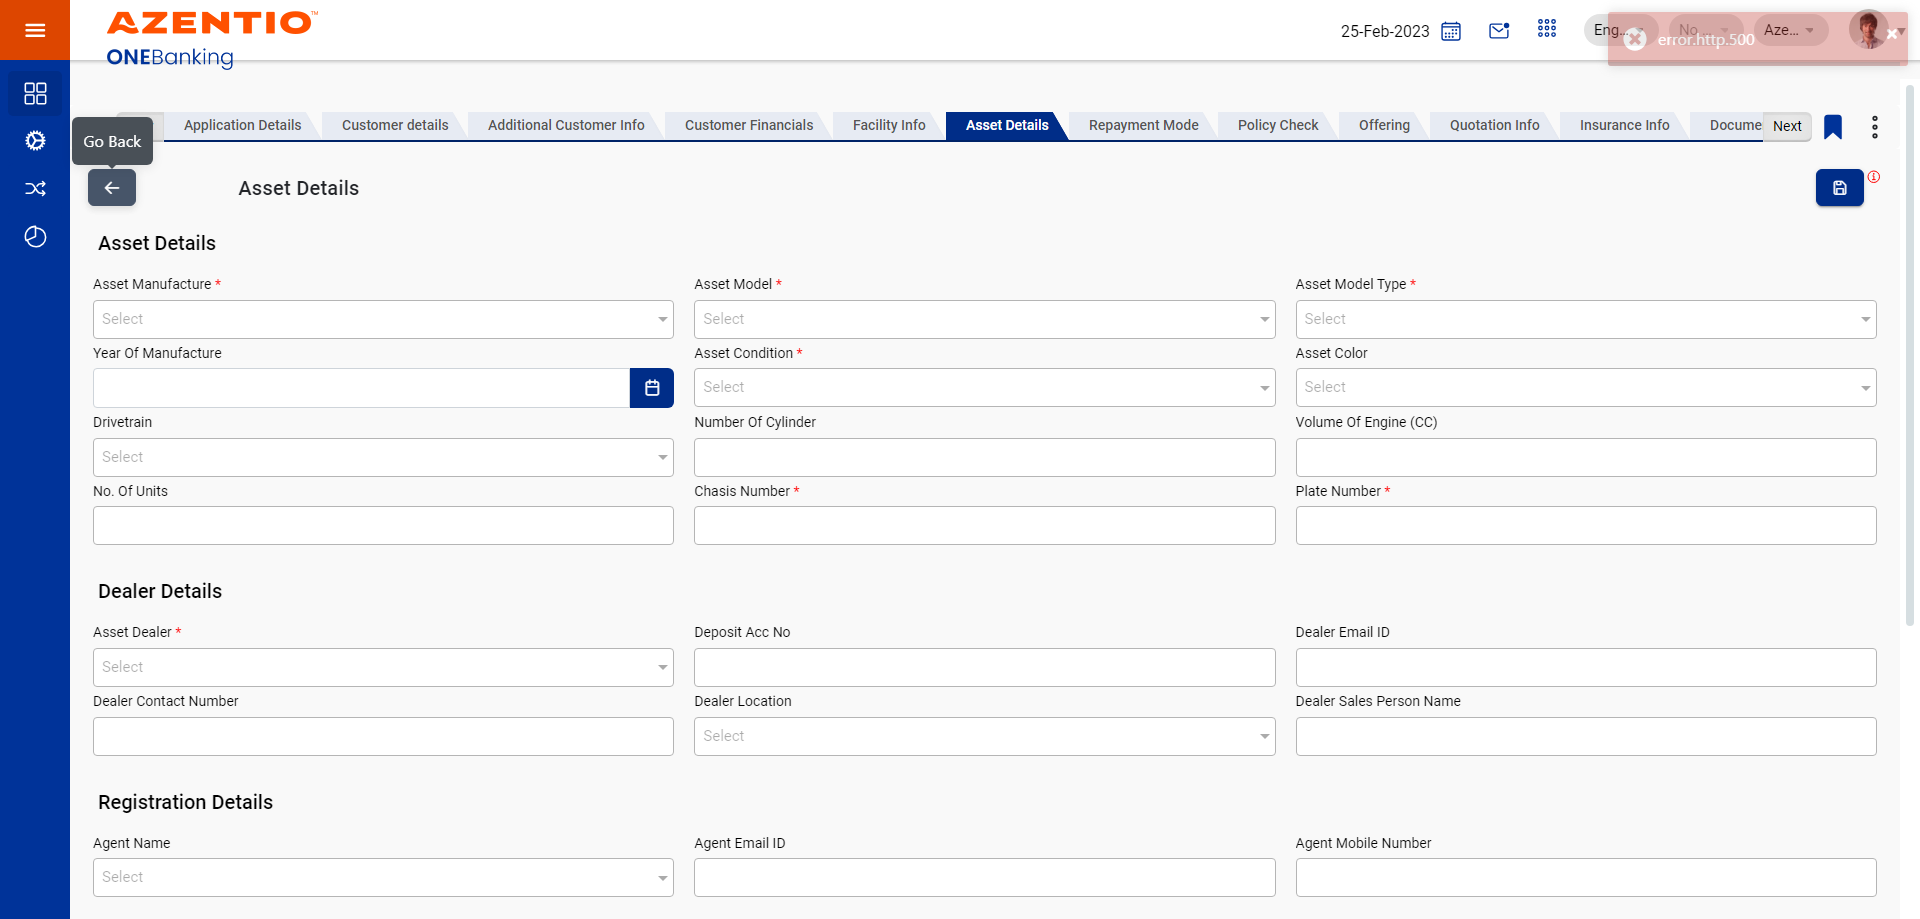 AZENTIO™
ONEBanking
25-Feb-2023
Eng...
No
Aze...
error.http.500
Application Details
Customer details
Additional Customer Info
Customer Financials
Facility Info
Asset Details
Repayment Mode
Policy Check
Offering
Quotation Info
Insurance Info
Docume
Next
Go Back
Asset Details
Asset Details
Asset Manufacture *
Asset Model *
Asset Model Type *
Select
Select
Select
Year Of Manufacture
Asset Condition *
Asset Color
Select
Select
Drivetrain
Number Of Cylinder
Volume Of Engine (CC)
Select
No. Of Units
Chasis Number *
Plate Number *
Dealer Details
Asset Dealer *
Deposit Acc No
Dealer Email ID
Select
Dealer Contact Number
Dealer Location
Dealer Sales Person Name
Select
Registration Details
Agent Name
Agent Email ID
Agent Mobile Number
Select